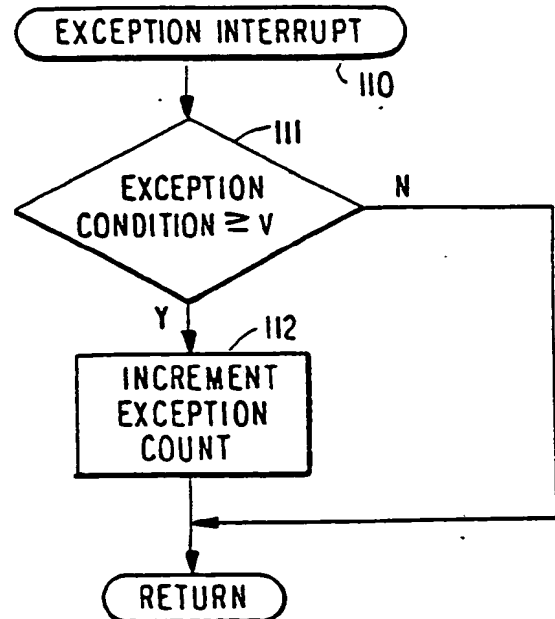 EXCEPTION INTERRUPT
110
111
EXCEPTION
CONDITION ≧ V
N
Y
112
INCREMENT
EXCEPTION
COUNT
RETURN